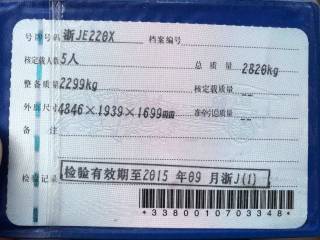 号牌号码 浙JE220X 档案编号
核定载人数 5人 总 质 量 2820kg
整备质量 2299kg 核定载质量 --
外廓尺寸 4846×1939×1699mm 准牵引总质量 --
备 注
检验记录 检验有效期至2015 年09 月浙J(1)
*3380010703348*